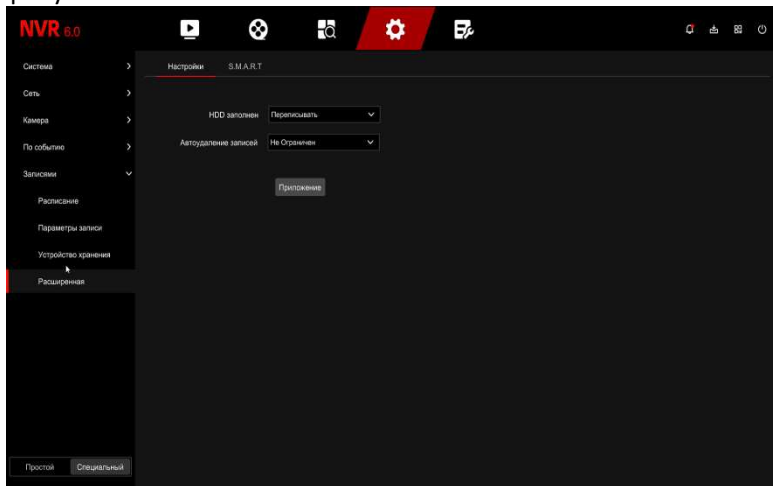 NVR 6.0
Система
Настройки S.M.A.R.T
Сеть
Камера
HDD заполнен Переписывать
По событию
Автоудаление записей Не Ограничен
Записями
Приложение
Расписание
Параметры записи
Устройство хранения
Расширенная
Простой Специальный